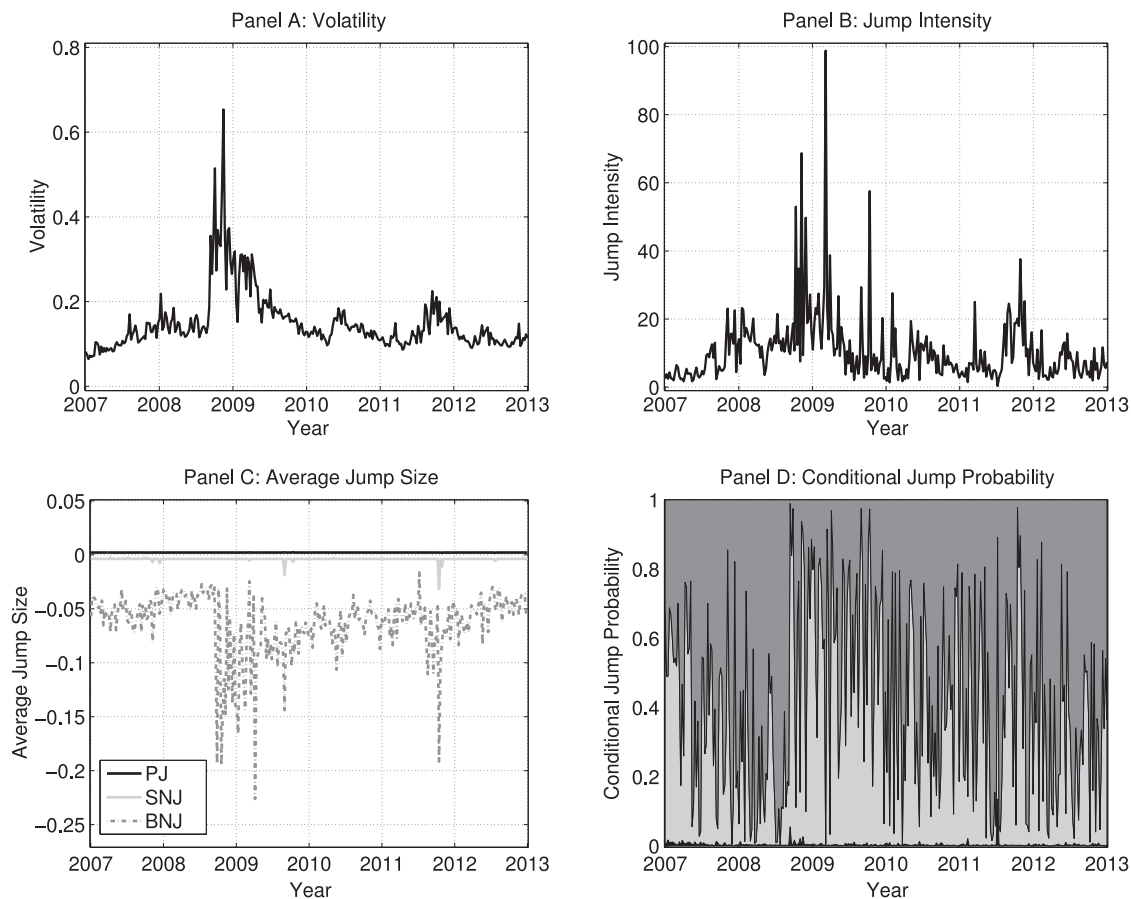 Panel A: Volatility
0.8
0.6
0.4
0.2
0
Volatility
2007 2008 2009 2010 2011 2012 2013
Year
Panel B: Jump Intensity
100
80
60
40
20
0
Jump Intensity
2007 2008 2009 2010 2011 2012 2013
Year
Panel C: Average Jump Size
0.05
0
−0.05
−0.1
−0.15
−0.2
−0.25
Average Jump Size
PJ
SNJ
BNJ
2007 2008 2009 2010 2011 2012 2013
Year
Panel D: Conditional Jump Probability
1
0.8
0.6
0.4
0.2
0
Conditional Jump Probability
2007 2008 2009 2010 2011 2012 2013
Year